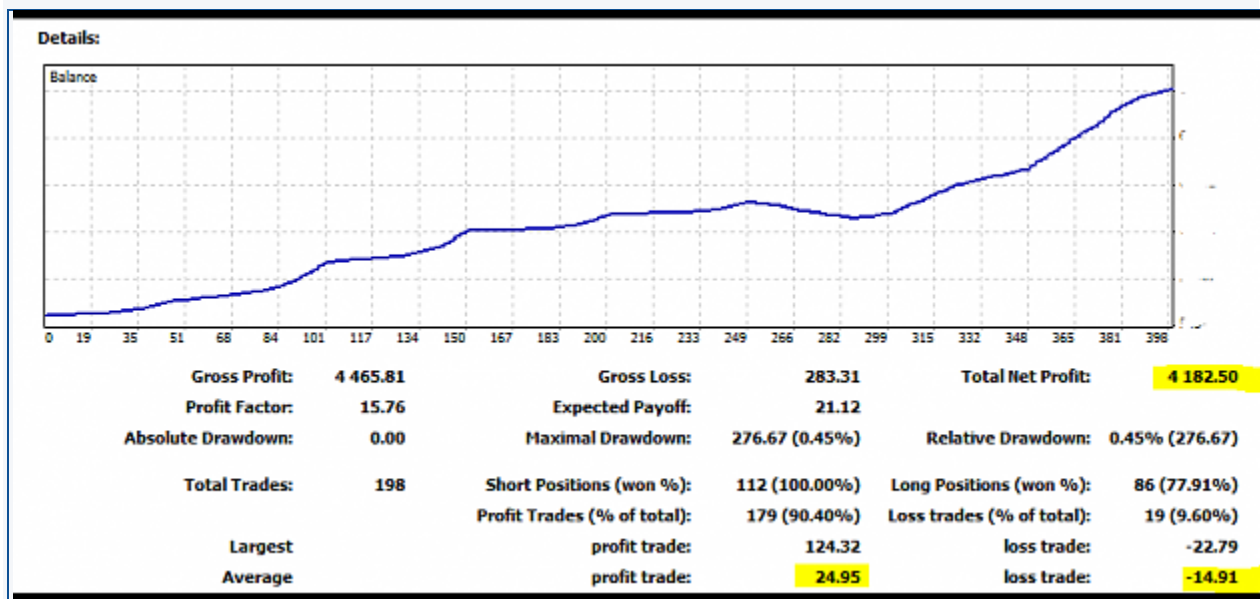 Details:
Balance
0 19 35 51 68 84 101 117 134 150 167 183 200 216 233 249 266 282 299 315 332 348 365 381 398
Gross Profit: 4 465.81 Gross Loss: 283.31 Total Net Profit: 4 182.50
Profit Factor: 15.76 Expected Payoff: 21.12
Absolute Drawdown: 0.00 Maximal Drawdown: 276.67 (0.45%) Relative Drawdown: 0.45% (276.67)
Total Trades: 198 Short Positions (won %): 112 (100.00%) Long Positions (won %): 86 (77.91%)
Profit Trades (% of total): 179 (90.40%) Loss trades (% of total): 19 (9.60%)
Largest profit trade: 124.32 loss trade: -22.79
Average profit trade: 24.95 loss trade: -14.91